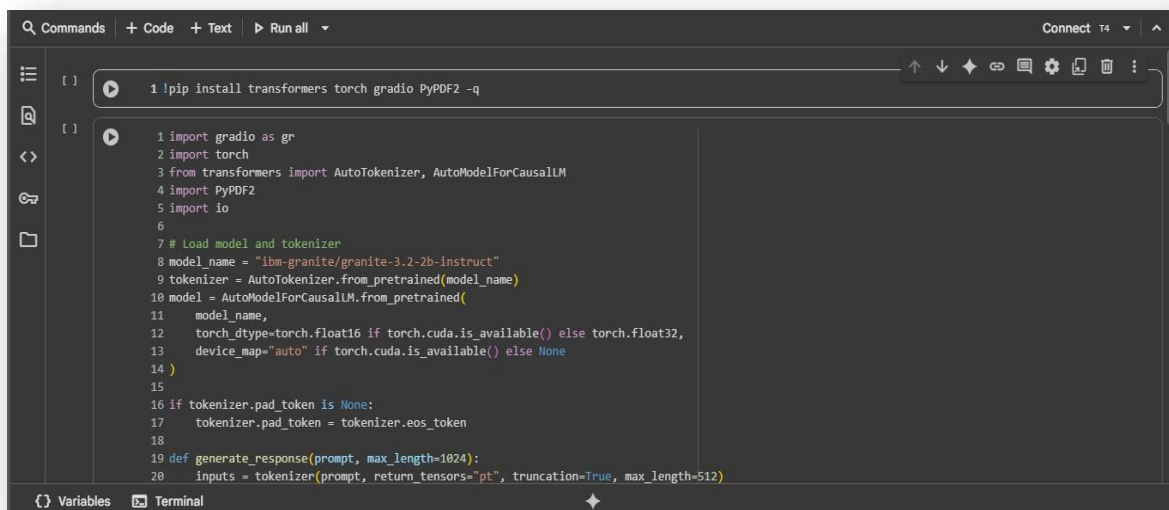 Commands + Code + Text Run all Connect T4
[ ] 1 !pip install transformers torch gradio PyPDF2 -q
[ ] 1 import gradio as gr
2 import torch
3 from transformers import AutoTokenizer, AutoModelForCausalLM
4 import PyPDF2
5 import io
6
7 # Load model and tokenizer
8 model_name = "ibm-granite/granite-3.2-2b-instruct"
9 tokenizer = AutoTokenizer.from_pretrained(model_name)
10 model = AutoModelForCausalLM.from_pretrained(
11     model_name,
12     torch_dtype=torch.float16 if torch.cuda.is_available() else torch.float32,
13     device_map="auto" if torch.cuda.is_available() else None
14 )
15
16 if tokenizer.pad_token is None:
17     tokenizer.pad_token = tokenizer.eos_token
18
19 def generate_response(prompt, max_length=1024):
20     inputs = tokenizer(prompt, return_tensors="pt", truncation=True, max_length=512)
{} Variables Terminal